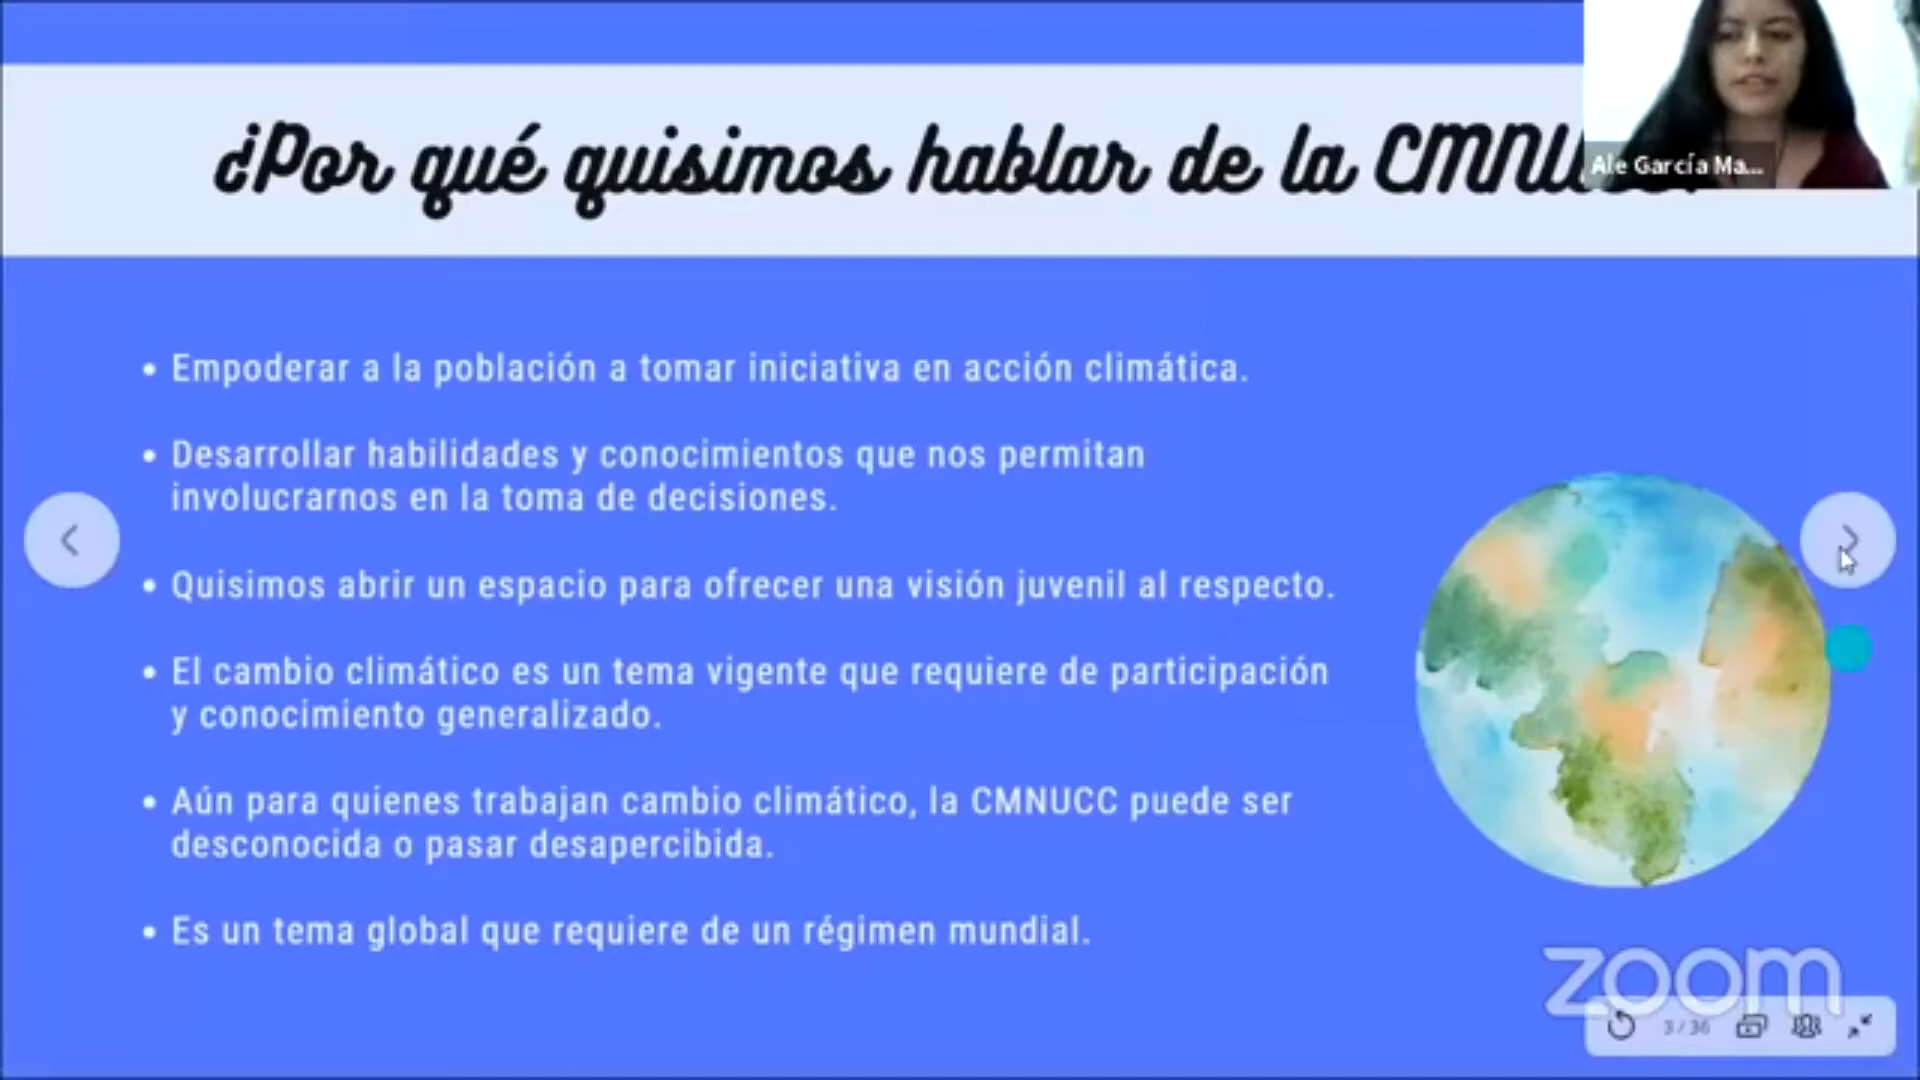 ¿Por qué quisimos hablar de la
Ale García Ma...
• Empoderar a la población a tomar iniciativa en acción climática.
• Desarrollar habilidades y conocimientos que nos permitan
involucrarnos en la toma de decisiones.
• Quisimos abrir un espacio para ofrecer una visión juvenil al respecto.
• El cambio climático es un tema vigente que requiere de participación
y conocimiento generalizado.
• Aún para quienes trabajan cambio climático, la CMNUCC puede ser
desconocida o pasar desapercibida.
• Es un tema global que requiere de un régimen mundial.
zoom
3 / 36